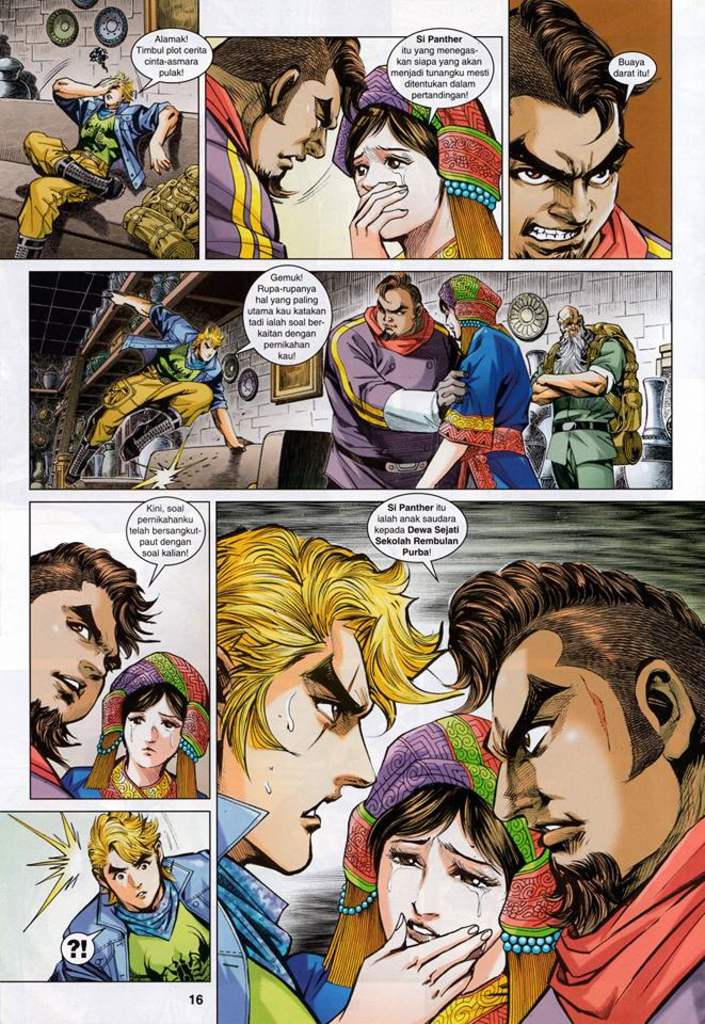 Alamak!
Timbul plot cerita
cinta-asmara
pulak!
Si Panther
itu yang menegas-
kan siapa yang akan
menjadi tunangku mesti
ditentukan dalam
pertandingan!
Buaya
darat itu!
Gemuk!
Rupa-rupanya
hal yang paling
utama kau katakan
tadi ialah soal ber-
kaitan dengan
pernikahan
kau!
Kini, soal
pernikahanku
telah bersangkut-
paut dengan
soal kalian!
Si Panther itu
ialah anak saudara
kepada Dewa Sejati
Sekolah Rembulan
Purba!
?!
16